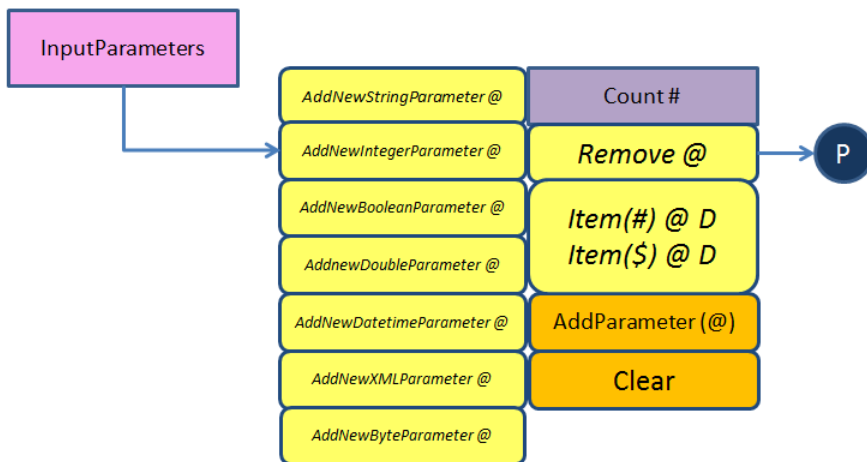 InputParameters
AddNewStringParameter @
Count #
AddNewIntegerParameter @
Remove @
P
AddNewBooleanParameter @
Item(#) @ D
Item($) @ D
AddnewDoubleParameter @
AddNewDatetimeParameter @
AddParameter (@)
AddNewXMLParameter @
Clear
AddNewByteParameter @